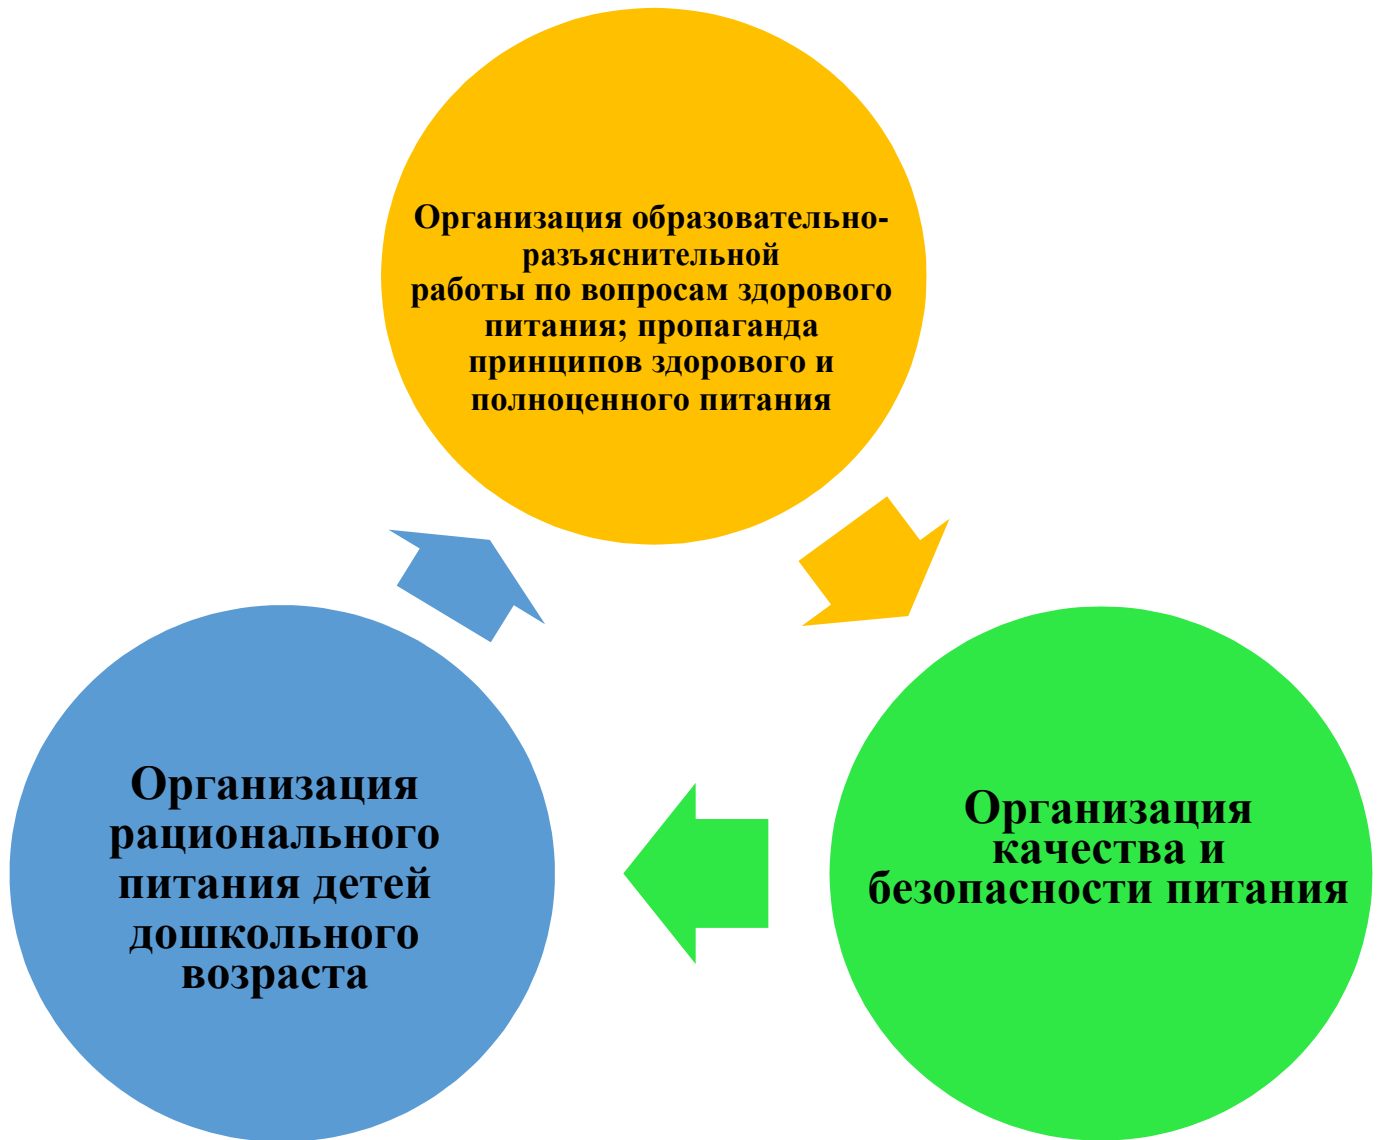 Организация образовательно-
разъяснительной
работы по вопросам здорового
питания; пропаганда
принципов здорового и
полноценного питания
Организация
рационального
питания детей
дошкольного
возраста
Организация
качества и
безопасности питания